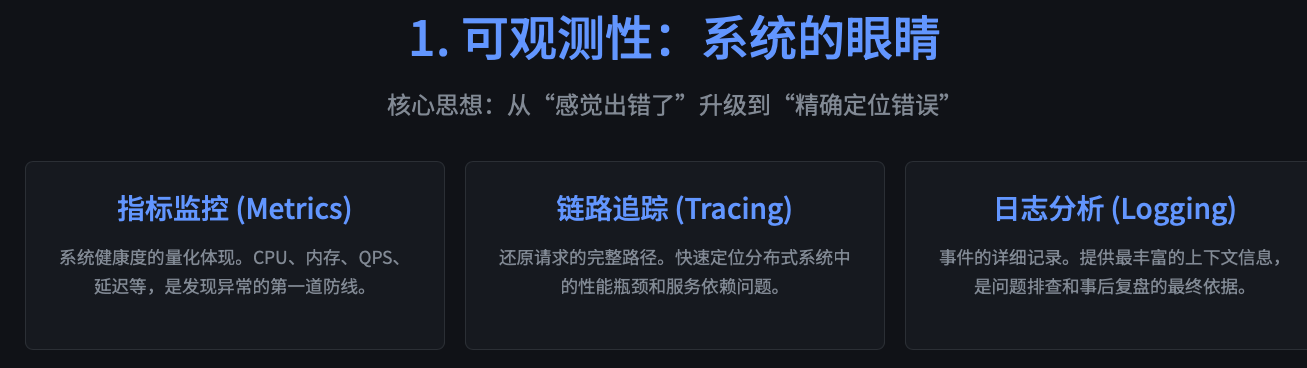 1. 可观测性：系统的眼睛
核心思想：从“感觉出错了”升级到“精确定位错误”
指标监控 (Metrics)
系统健康度的量化体现。CPU、内存、QPS、
延迟等，是发现异常的第一道防线。
链路追踪 (Tracing)
还原请求的完整路径。快速定位分布式系统中
的性能瓶颈和服务依赖问题。
日志分析 (Logging)
事件的详细记录。提供最丰富的上下文信息，
是问题排查和事后复盘的最终依据。